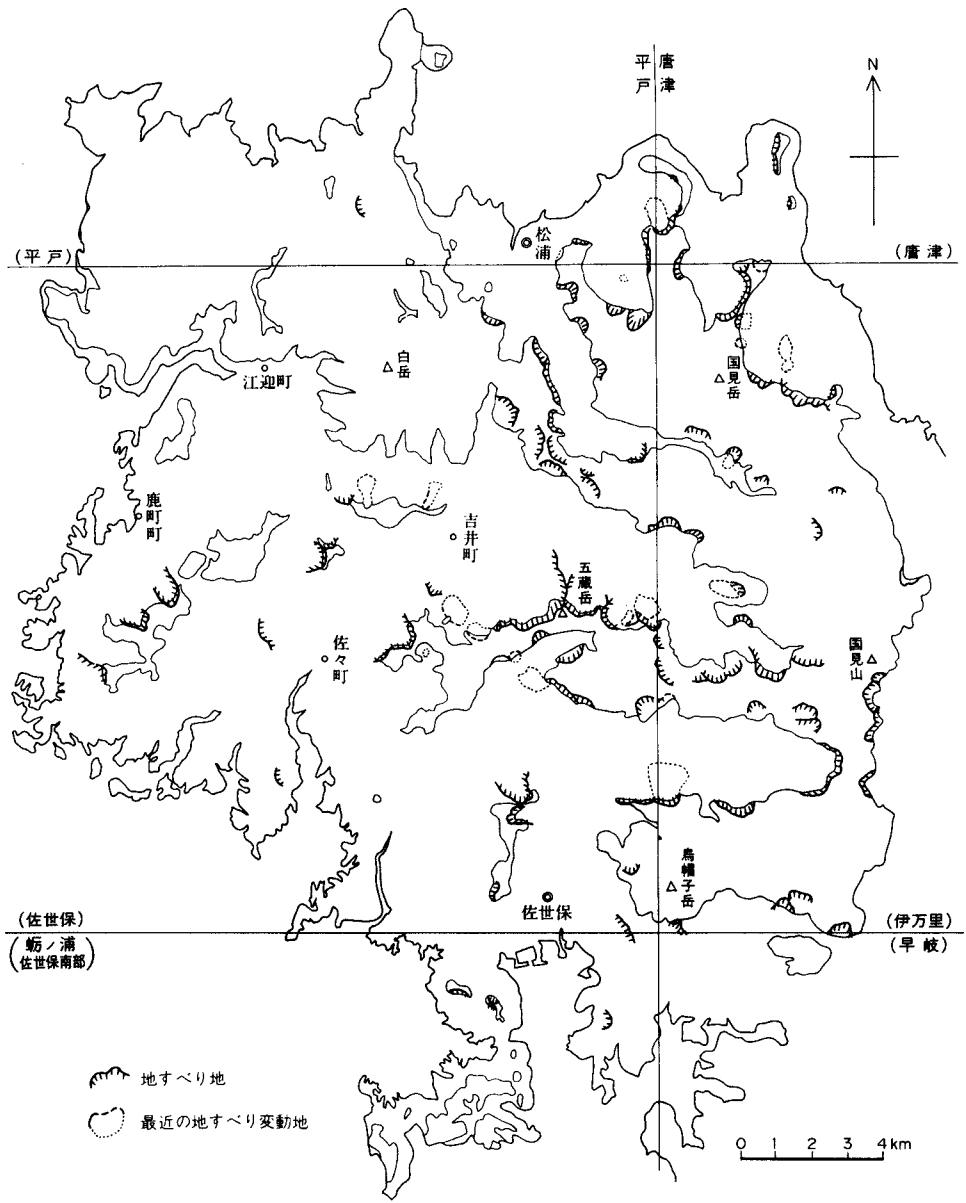 平戸
唐津
N
(平戸)
(唐津)
松浦
白岳
江迎町
国見岳
鹿町町
吉井町
五蔵岳
佐々町
国見山
烏帽子岳
佐世保
(佐世保)
(伊万里)
(蛎ノ浦
佐世保南部)
(早岐)
地すべり地
最近の地すべり変動地
0 1 2 3 4km